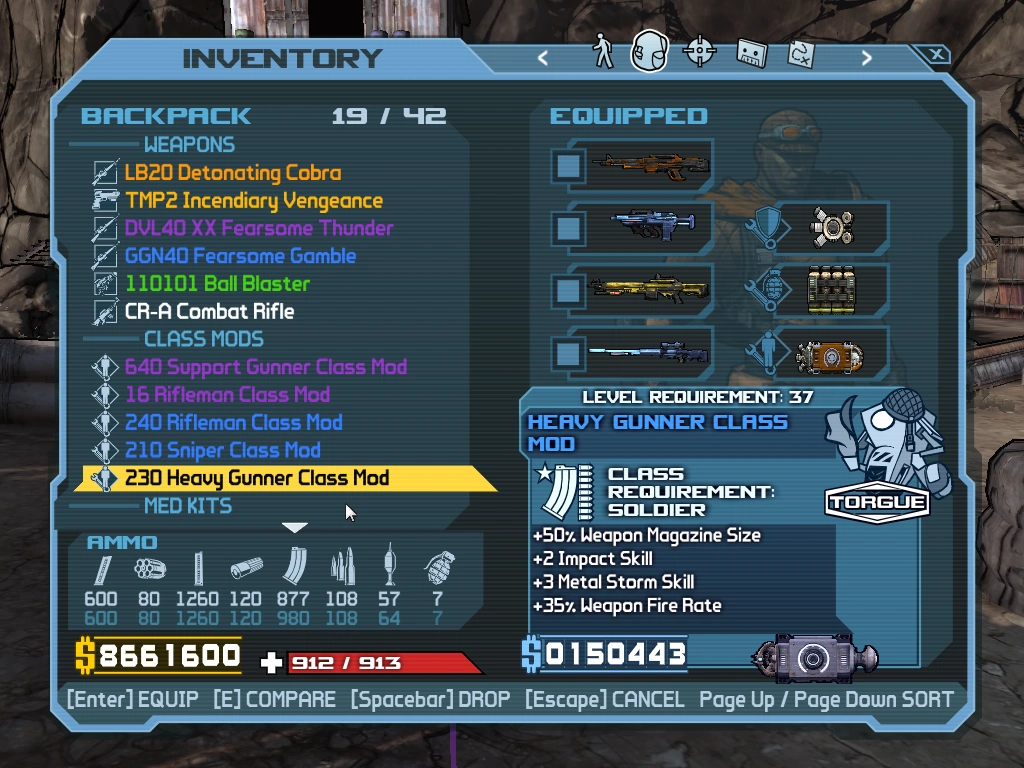 INVENTORY
<
>
X
BACKPACK 19 / 42
WEAPONS
LB20 Detonating Cobra
TMP2 Incendiary Vengeance
DVL40 XX Fearsome Thunder
GGN40 Fearsome Gamble
110101 Ball Blaster
CR-A Combat Rifle
CLASS MODS
640 Support Gunner Class Mod
16 Rifleman Class Mod
240 Rifleman Class Mod
210 Sniper Class Mod
230 Heavy Gunner Class Mod
MED KITS
AMMO
600 80 1260 120 877 108 57 7
600 80 1260 120 980 108 64 7
$8661600
912 / 913
EQUIPPED
LEVEL REQUIREMENT: 37
HEAVY GUNNER CLASS
MOD
CLASS
REQUIREMENT:
SOLDIER
TORGUE
+50% Weapon Magazine Size
+2 Impact Skill
+3 Metal Storm Skill
+35% Weapon Fire Rate
$0150443
[Enter] EQUIP [E] COMPARE [Spacebar] DROP [Escape] CANCEL Page Up / Page Down SORT